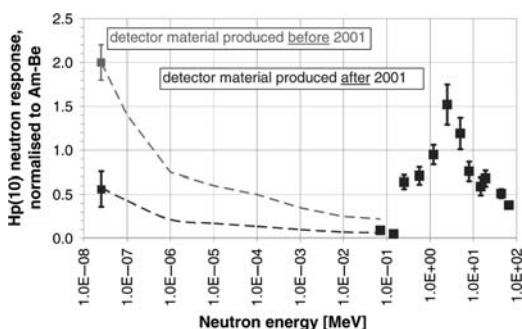 detector material produced before 2001
detector material produced after 2001
Hp(10) neutron response,
normalised to Am-Be
2.5
2.0
1.5
1.0
0.5
0.0
1.0E−08
1.0E−07
1.0E−06
1.0E−05
1.0E−04
1.0E−03
1.0E−02
1.0E−01
1.0E+00
1.0E+01
1.0E+02
Neutron energy [MeV]